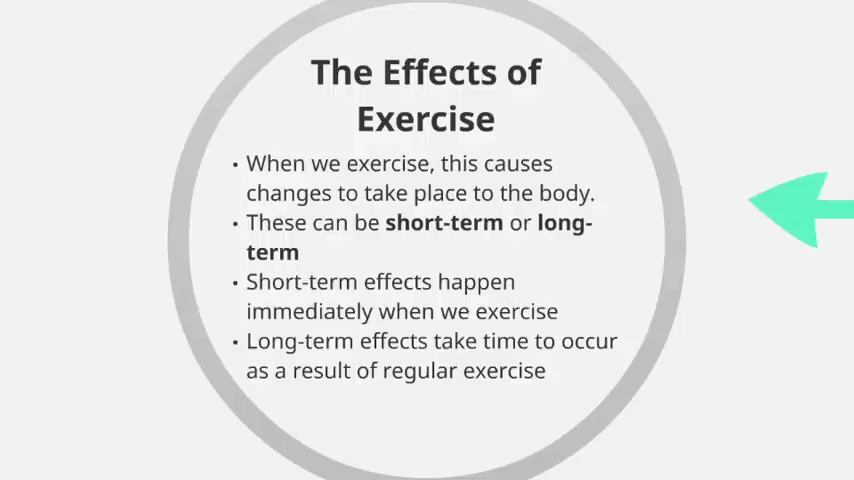 The Effects of
Exercise
• When we exercise, this causes
changes to take place to the body.
• These can be short-term or long-
term
• Short-term effects happen
immediately when we exercise
• Long-term effects take time to occur
as a result of regular exercise